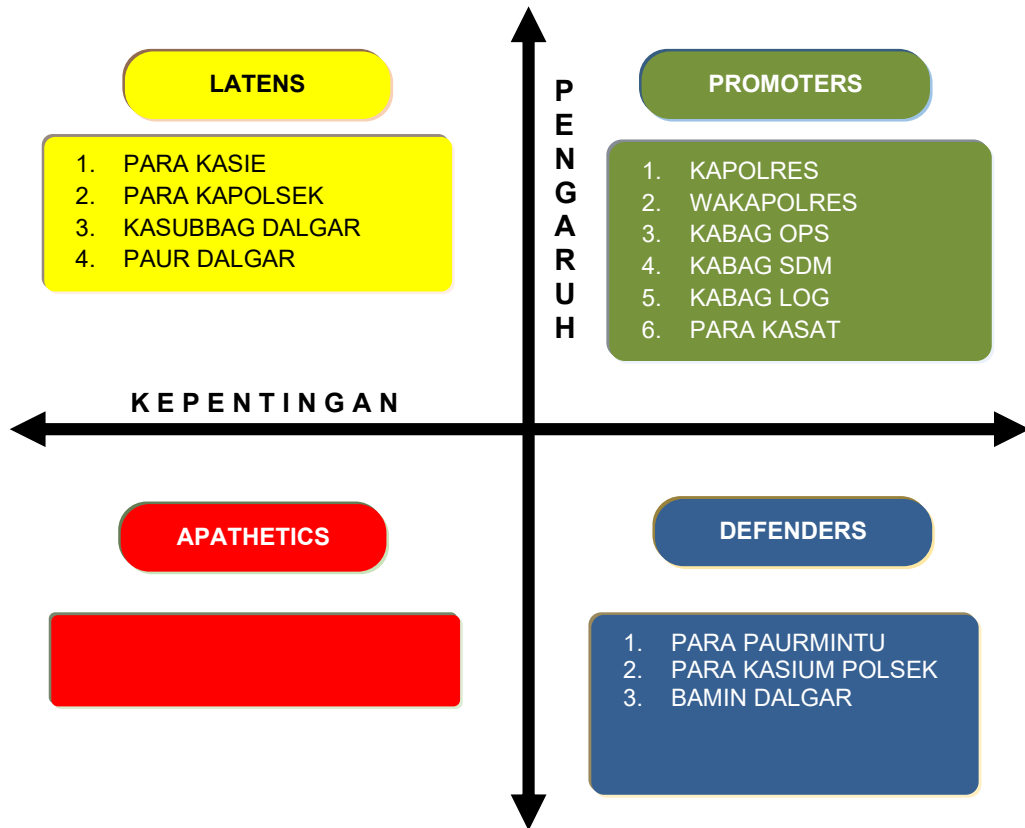 LATENS
1. PARA KASIE
2. PARA KAPOLSEK
3. KASUBBAG DALGAR
4. PAUR DALGAR
PENGARUH
PROMOTERS
1. KAPOLRES
2. WAKAPOLRES
3. KABAG OPS
4. KABAG SDM
5. KABAG LOG
6. PARA KASAT
K E P E N T I N G A N
APATHETICS
DEFENDERS
1. PARA PAURMINTU
2. PARA KASIUM POLSEK
3. BAMIN DALGAR